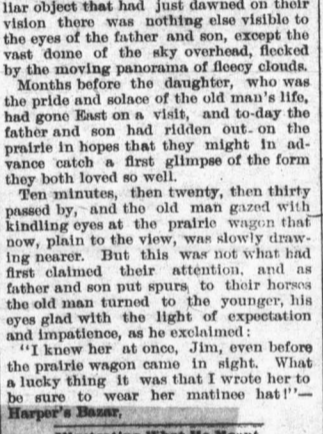 liar object that had just dawned on their
vision there was nothing else visible to
the eyes of the father and son, except the
vast dome of the sky overhead, flecked
by the moving panorama of fleecy clouds.
Months before the daughter, who was
the pride and solace of the old man's life,
had gone East on a visit, and to-day the
father and son had ridden out on the
prairie in hopes that they might in ad-
vance catch a first glimpse of the form
they both loved so well.
Ten minutes, then twenty, then thirty
passed by, and the old man gazed with
kindling eyes at the prairie wagon that
now, plain to the view, was slowly draw-
ing nearer. But this was not what had
first claimed their attention, and as
father and son put spurs to their horses
the old man turned to the younger, his
eyes glad with the light of expectation
and impatience, as he exclaimed:
"I knew her at once, Jim, even before
the prairie wagon came in sight. What
a lucky thing it was that I wrote her to
be sure to wear her matinee hat!"—
Harper's Bazar.